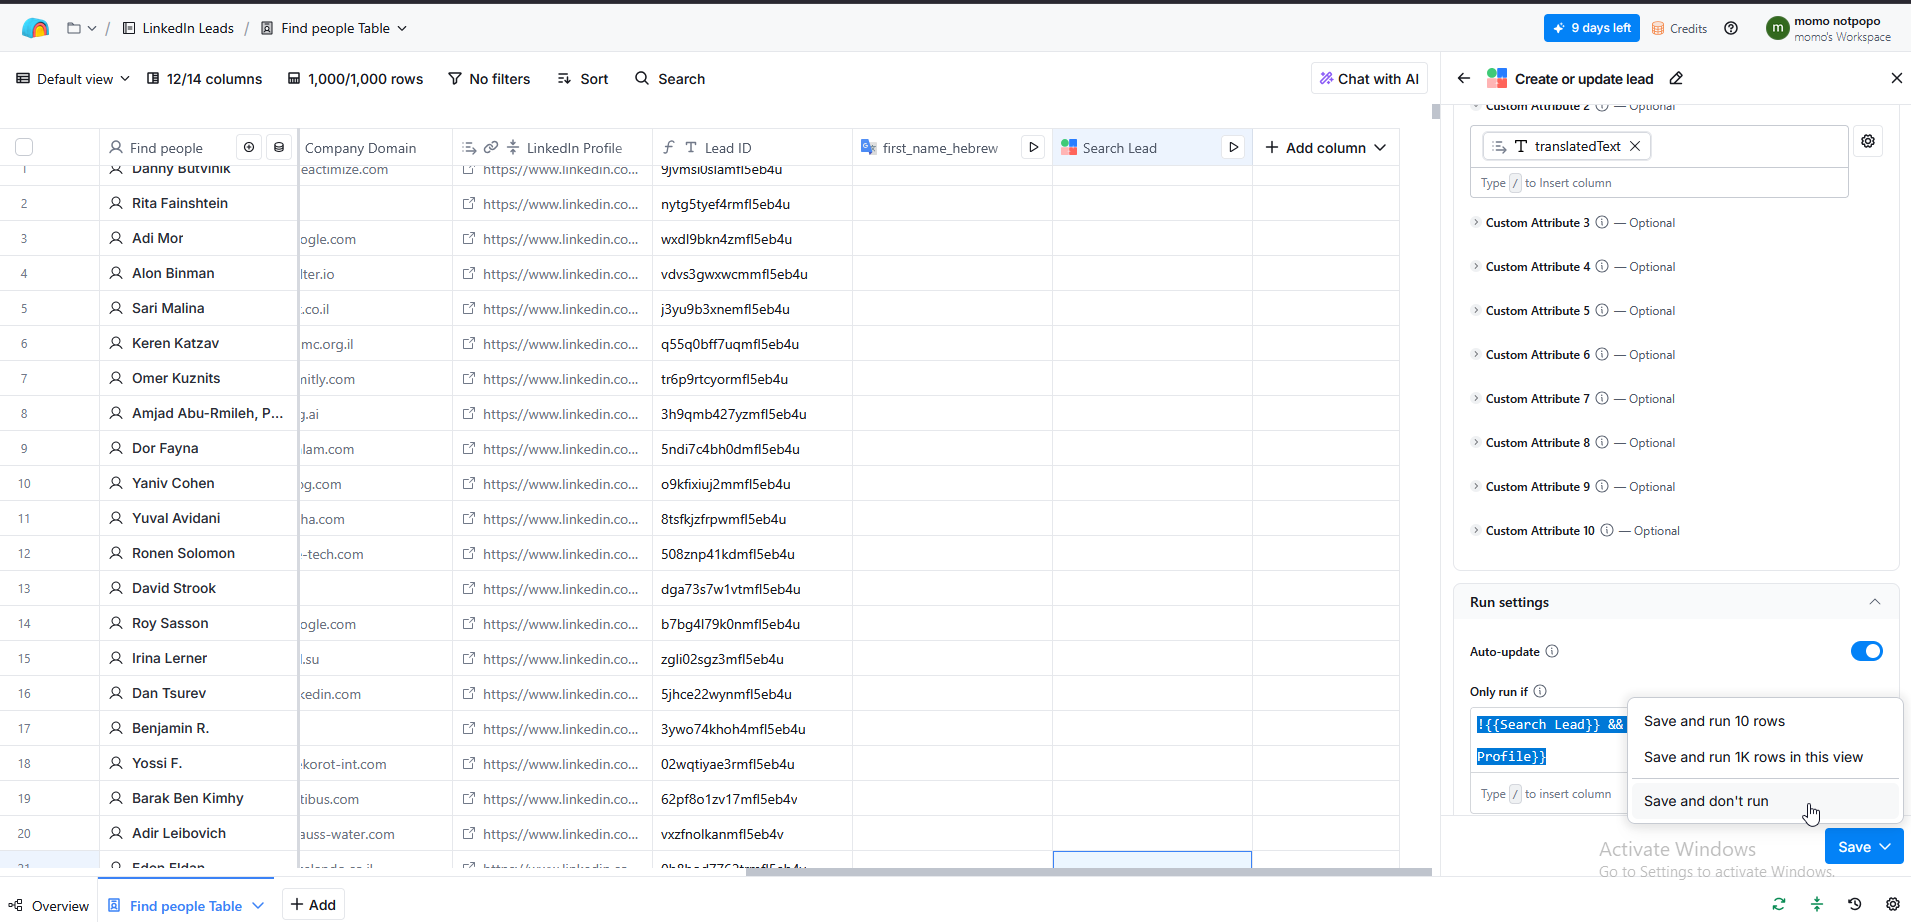 LinkedIn Leads / Find people Table
9 days left
Credits
m
momo notpopo
momo's Workspace
Default view
12/14 columns
1,000/1,000 rows
No filters
Sort
Search
Chat with AI
Create or update lead
Find people
Company Domain
LinkedIn Profile
Lead ID
first_name_hebrew
Search Lead
Add column
1 Danny Butvinik eactimize.com https://www.linkedin.co... 9jvmsi0slamfl5eb4u
2 Rita Fainshtein https://www.linkedin.co... nytg5tyef4rmfl5eb4u
3 Adi Mor ogle.com https://www.linkedin.co... wxdl9bkn4zmfl5eb4u
4 Alon Binman lter.io https://www.linkedin.co... vdvs3gwxwcmmfl5eb4u
5 Sari Malina .co.il https://www.linkedin.co... j3yu9b3xnemfl5eb4u
6 Keren Katzav mc.org.il https://www.linkedin.co... q55q0bff7uqmfl5eb4u
7 Omer Kuznits nitly.com https://www.linkedin.co... tr6p9rtcyormfl5eb4u
8 Amjad Abu-Rmileh, P... g.ai https://www.linkedin.co... 3h9qmb427yzmfl5eb4u
9 Dor Fayna lam.com https://www.linkedin.co... 5ndi7c4bh0dmfl5eb4u
10 Yaniv Cohen og.com https://www.linkedin.co... o9kfixiuj2mmfl5eb4u
11 Yuval Avidani ha.com https://www.linkedin.co... 8tsfkjzfrpwmfl5eb4u
12 Ronen Solomon -tech.com https://www.linkedin.co... 508znp41kdmfl5eb4u
13 David Strook https://www.linkedin.co... dga73s7w1vtmfl5eb4u
14 Roy Sasson ogle.com https://www.linkedin.co... b7bg4l79k0nmfl5eb4u
15 Irina Lerner l.su https://www.linkedin.co... zgli02sgz3mfl5eb4u
16 Dan Tsurev kedin.com https://www.linkedin.co... 5jhce22wynmfl5eb4u
17 Benjamin R. https://www.linkedin.co... 3ywo74khoh4mfl5eb4u
18 Yossi F. ekorot-int.com https://www.linkedin.co... 02wqtiyae3rmfl5eb4u
19 Barak Ben Kimhy tibus.com https://www.linkedin.co... 62pf8o1zv17mfl5eb4v
20 Adir Leibovich auss-water.com https://www.linkedin.co... vxzfnolkanmfl5eb4v
21 Eden Eldan
Custom Attribute 2 — Optional
translatedText
Type / to Insert column
Custom Attribute 3 — Optional
Custom Attribute 4 — Optional
Custom Attribute 5 — Optional
Custom Attribute 6 — Optional
Custom Attribute 7 — Optional
Custom Attribute 8 — Optional
Custom Attribute 9 — Optional
Custom Attribute 10 — Optional
Run settings
Auto-update
Only run if
!{{Search Lead}} &&
Profile}}
Type / to insert column
Save and run 10 rows
Save and run 1K rows in this view
Save and don't run
Save
Activate Windows
Go to Settings to activate Windows.
Overview
Find people Table
Add